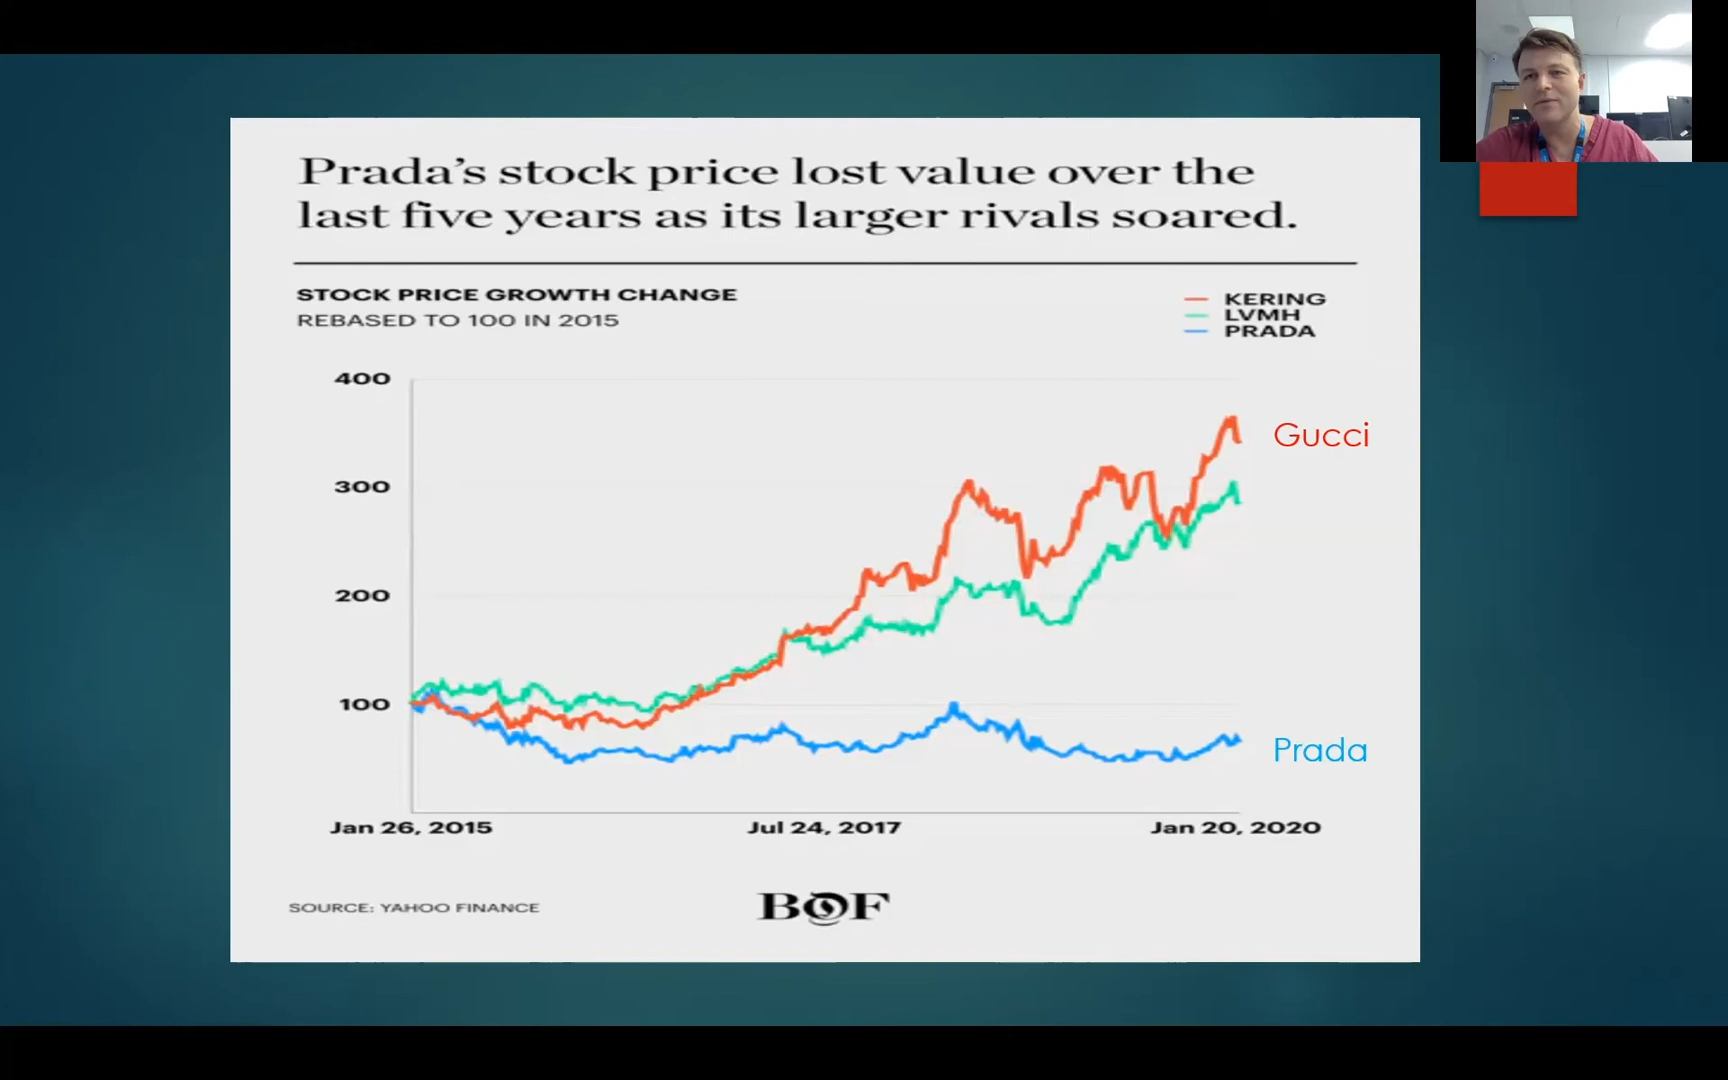 Prada’s stock price lost value over the
last five years as its larger rivals soared.
STOCK PRICE GROWTH CHANGE
REBASED TO 100 IN 2015
KERING
LVMH
PRADA
400
300
200
100
Gucci
Prada
Jan 26, 2015
Jul 24, 2017
Jan 20, 2020
SOURCE: YAHOO FINANCE
BOF